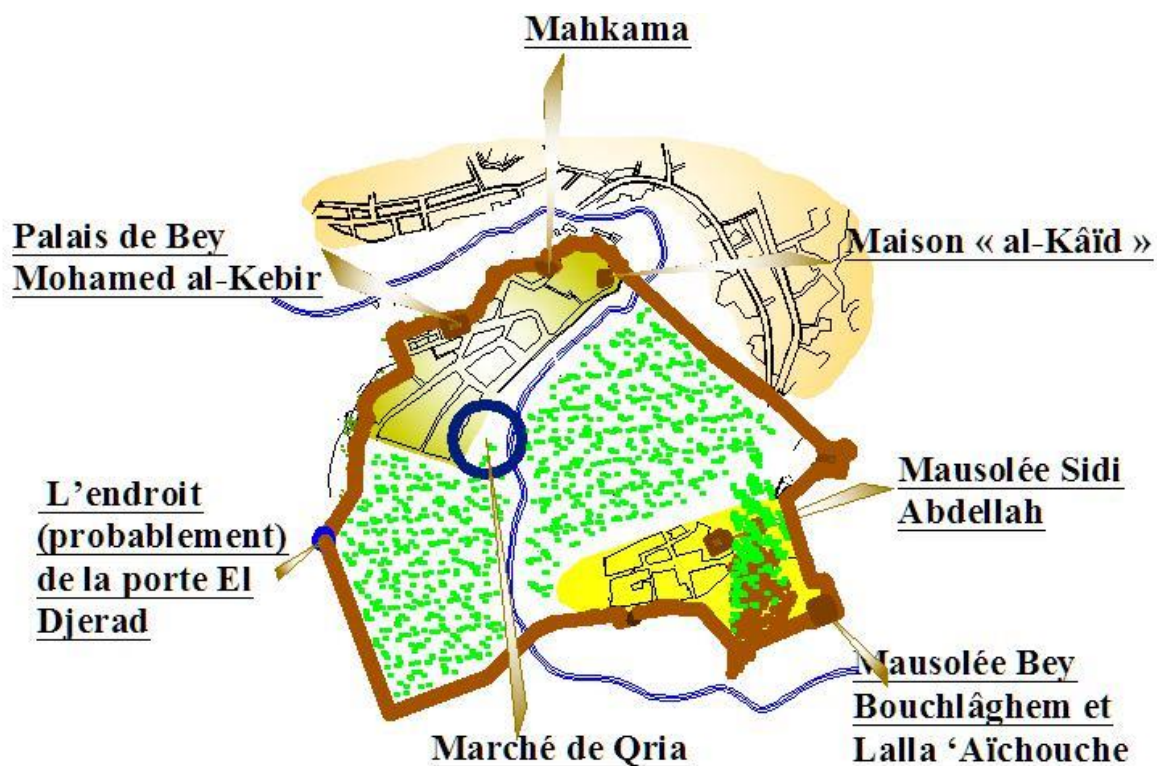 Mahkama
Palais de Bey
Mohamed al-Kebir
Maison « al-Kâïd »
L'endroit
(probablement)
de la porte El
Djerad
Mausolée Sidi
Abdellah
Marché de Qria
Mausolée Bey
Bouchlâghem et
Lalla ‘Aïchouche